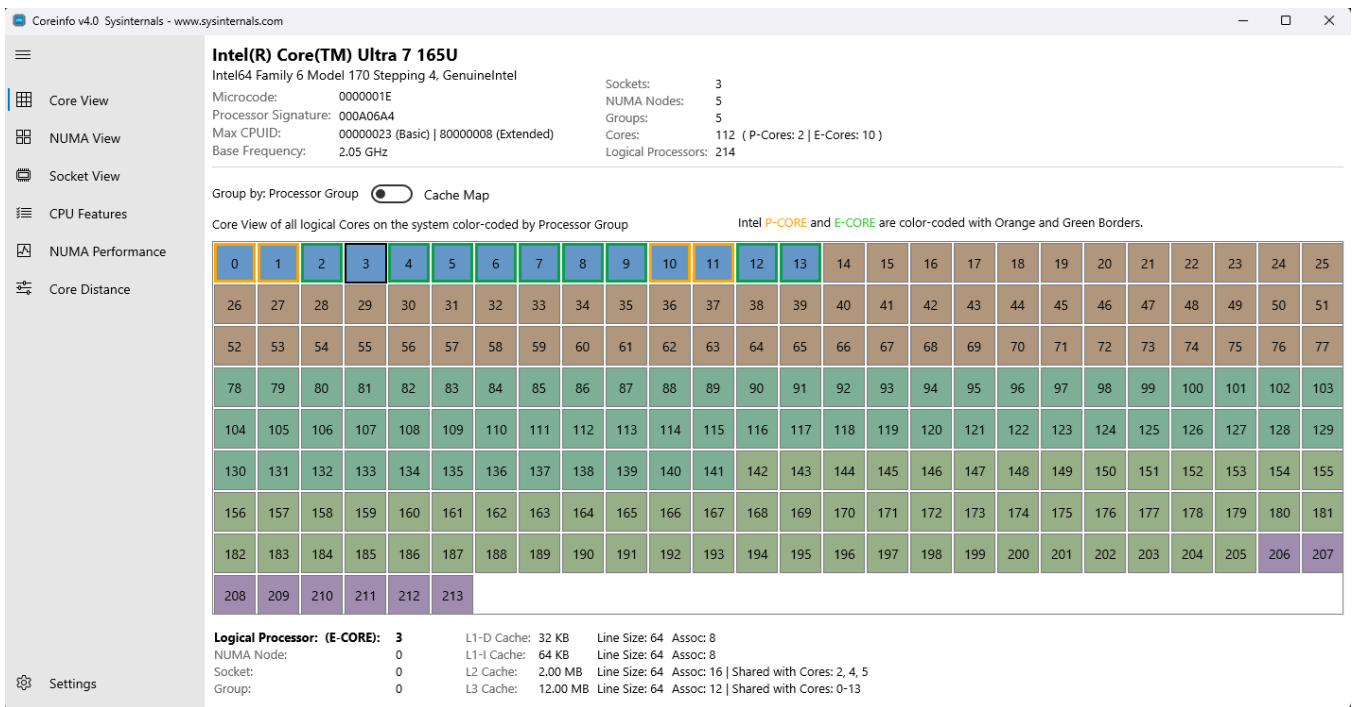 Coreinfo v4.0 Sysinternals - www.sysinternals.com
Core View
NUMA View
Socket View
CPU Features
NUMA Performance
Core Distance
Settings
Intel(R) Core(TM) Ultra 7 165U
Intel64 Family 6 Model 170 Stepping 4, GenuineIntel
Microcode: 0000001E
Processor Signature: 000A06A4
Max CPUID: 00000023 (Basic) | 80000008 (Extended)
Base Frequency: 2.05 GHz
Sockets: 3
NUMA Nodes: 5
Groups: 5
Cores: 112 ( P-Cores: 2 | E-Cores: 10 )
Logical Processors: 214
Group by: Processor Group Cache Map
Core View of all logical Cores on the system color-coded by Processor Group
Intel P-CORE and E-CORE are color-coded with Orange and Green Borders.
0 1 2 3 4 5 6 7 8 9 10 11 12 13 14 15 16 17 18 19 20 21 22 23 24 25
26 27 28 29 30 31 32 33 34 35 36 37 38 39 40 41 42 43 44 45 46 47 48 49 50 51
52 53 54 55 56 57 58 59 60 61 62 63 64 65 66 67 68 69 70 71 72 73 74 75 76 77
78 79 80 81 82 83 84 85 86 87 88 89 90 91 92 93 94 95 96 97 98 99 100 101 102 103
104 105 106 107 108 109 110 111 112 113 114 115 116 117 118 119 120 121 122 123 124 125 126 127 128 129
130 131 132 133 134 135 136 137 138 139 140 141 142 143 144 145 146 147 148 149 150 151 152 153 154 155
156 157 158 159 160 161 162 163 164 165 166 167 168 169 170 171 172 173 174 175 176 177 178 179 180 181
182 183 184 185 186 187 188 189 190 191 192 193 194 195 196 197 198 199 200 201 202 203 204 205 206 207
208 209 210 211 212 213
Logical Processor: (E-CORE): 3
NUMA Node: 0
Socket: 0
Group: 0
L1-D Cache: 32 KB Line Size: 64 Assoc: 8
L1-I Cache: 64 KB Line Size: 64 Assoc: 8
L2 Cache: 2.00 MB Line Size: 64 Assoc: 16 | Shared with Cores: 2, 4, 5
L3 Cache: 12.00 MB Line Size: 64 Assoc: 12 | Shared with Cores: 0-13